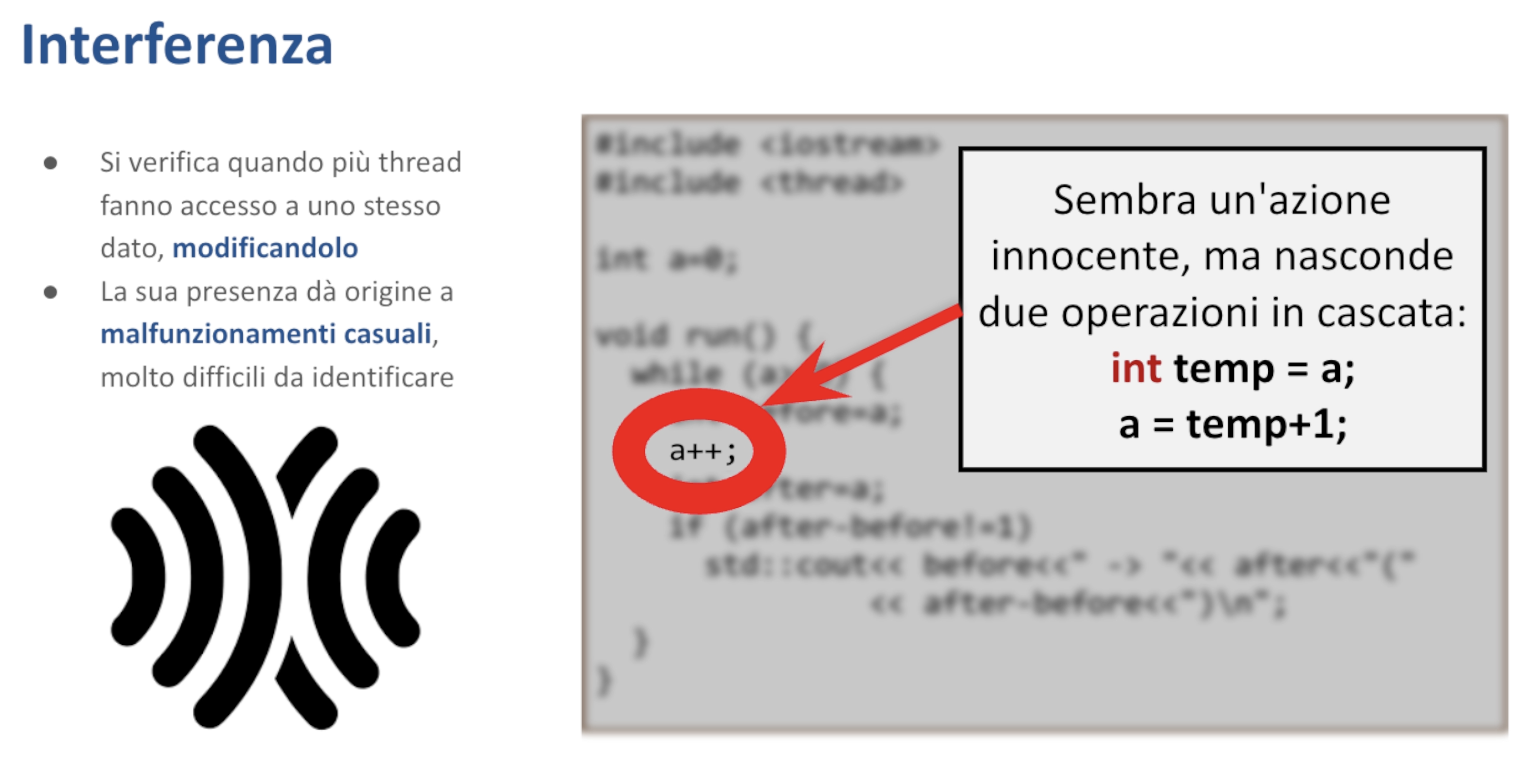 Interferenza
● Si verifica quando più thread
fanno accesso a uno stesso
dato, modificandolo
● La sua presenza dà origine a
malfunzionamenti casuali,
molto difficili da identificare
#include <iostream>
#include <thread>
int a=0;
void run() {
while (a {
before=a;
a++;
after=a;
if (after-before!=1)
std::cout<< before<<" -> "<< after<<"("
<< after-before<<")\n";
}
}
Sembra un'azione
innocente, ma nasconde
due operazioni in cascata:
int temp = a;
a = temp+1;